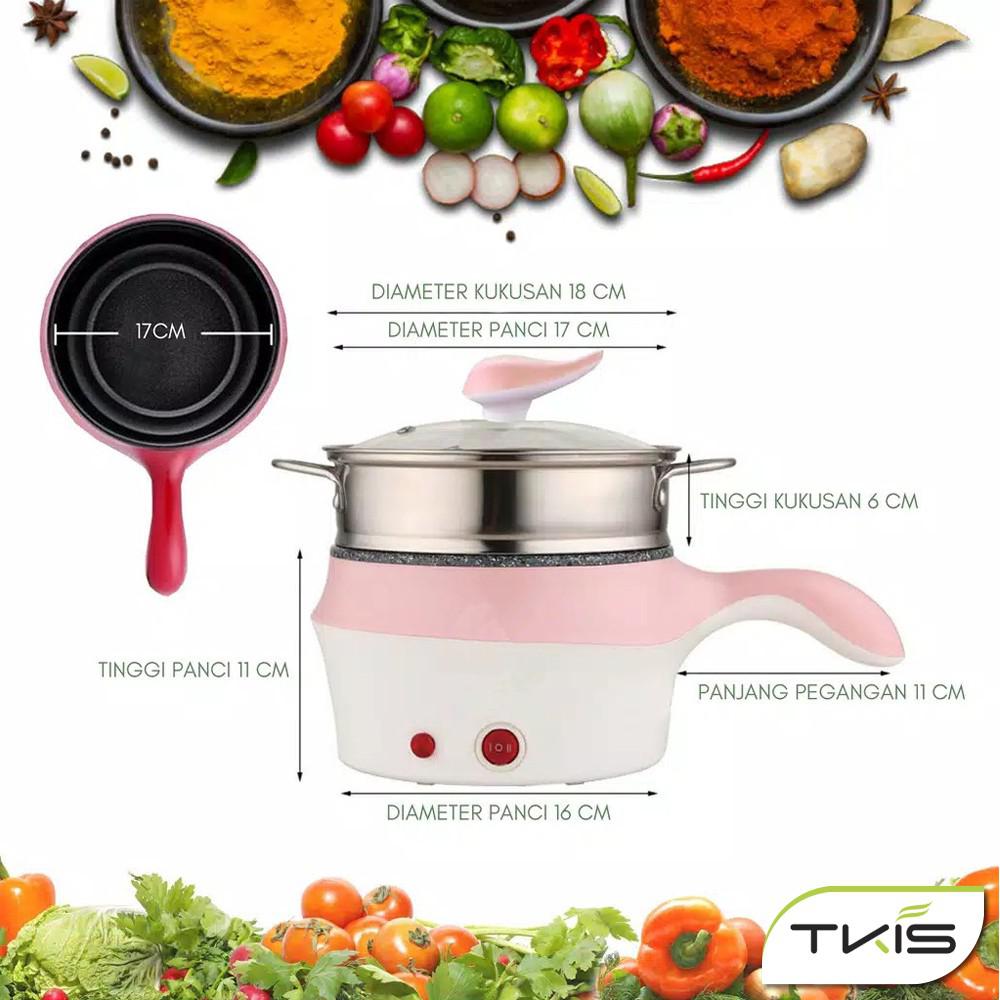 DIAMETER KUKUSAN 18 CM
DIAMETER PANCI 17 CM
17CM
TINGGI KUKUSAN 6 CM
TINGGI PANCI 11 CM
PANJANG PEGANGAN 11 CM
I O II
DIAMETER PANCI 16 CM
TKIS